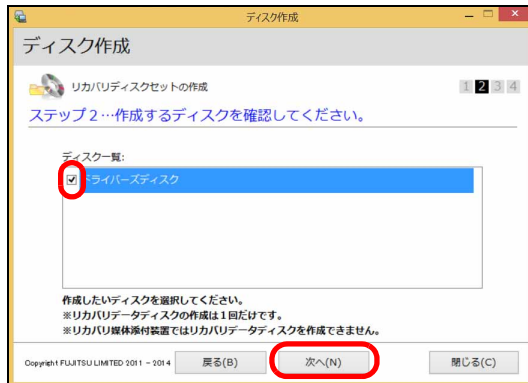 ディスク作成
ディスク作成
リカバリディスクセットの作成
1 2 3 4
ステップ２…作成するディスクを確認してください。
ディスク一覧:
ドライバーズディスク
作成したいディスクを選択してください。
※リカバリデータディスクの作成は１回だけです。
※リカバリ媒体添付装置ではリカバリデータディスクを作成できません。
Copyright FUJITSU LIMITED 2011 - 2014
戻る(B)
次へ(N)
閉じる(C)